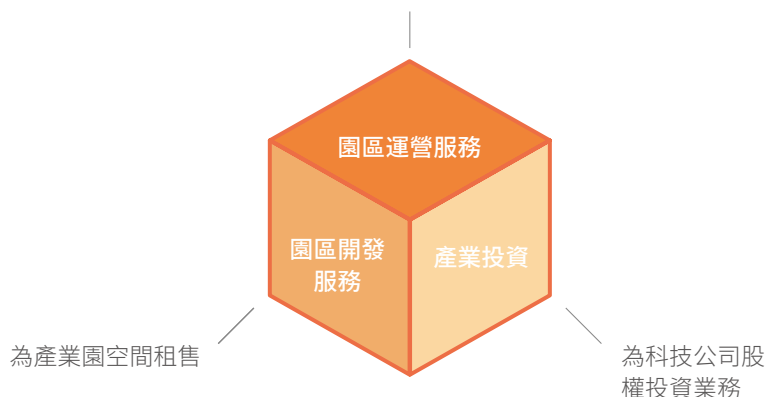 園區運營服務
園區開發
服務
產業投資
為產業園空間租售
為科技公司股
權投資業務